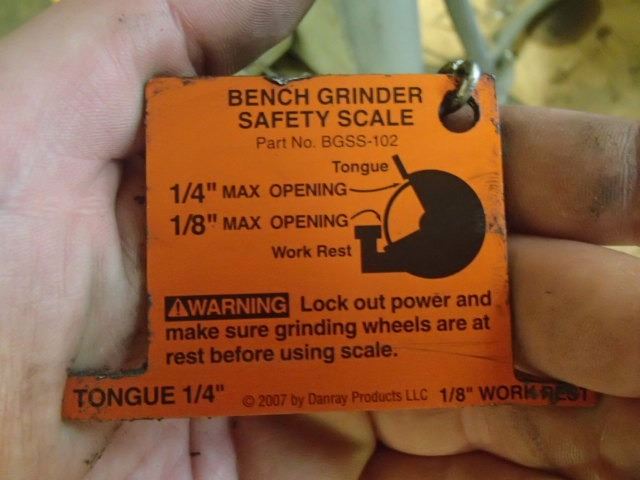 BENCH GRINDER
SAFETY SCALE
Part No. BGSS-102
Tongue
1/4" MAX OPENING
1/8" MAX OPENING
Work Rest
WARNING Lock out power and
make sure grinding wheels are at
rest before using scale.
TONGUE 1/4" © 2007 by Danray Products LLC 1/8" WORK REST